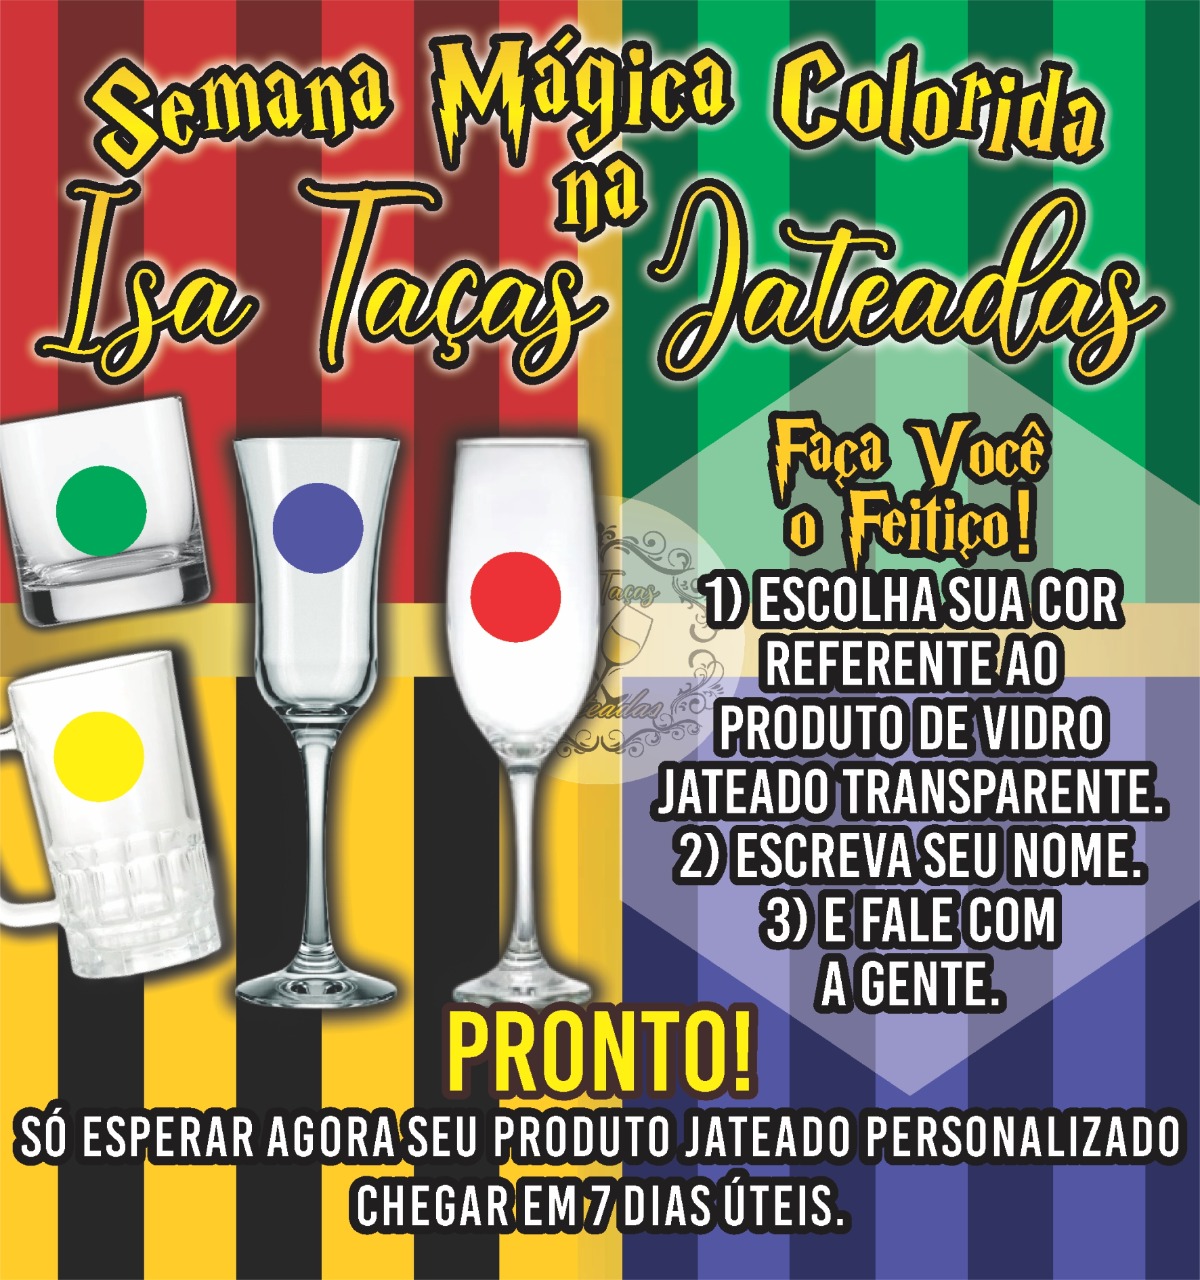 Semana Mágica Colorida
na
Isa Taças Jateadas
Faça Você
o Feitiço!
1) ESCOLHA SUA COR
REFERENTE AO
PRODUTO DE VIDRO
JATEADO TRANSPARENTE.
2) ESCREVA SEU NOME.
3) E FALE COM
A GENTE.
Taças
Jateadas
PRONTO!
SÓ ESPERAR AGORA SEU PRODUTO JATEADO PERSONALIZADO
CHEGAR EM 7 DIAS ÚTEIS.